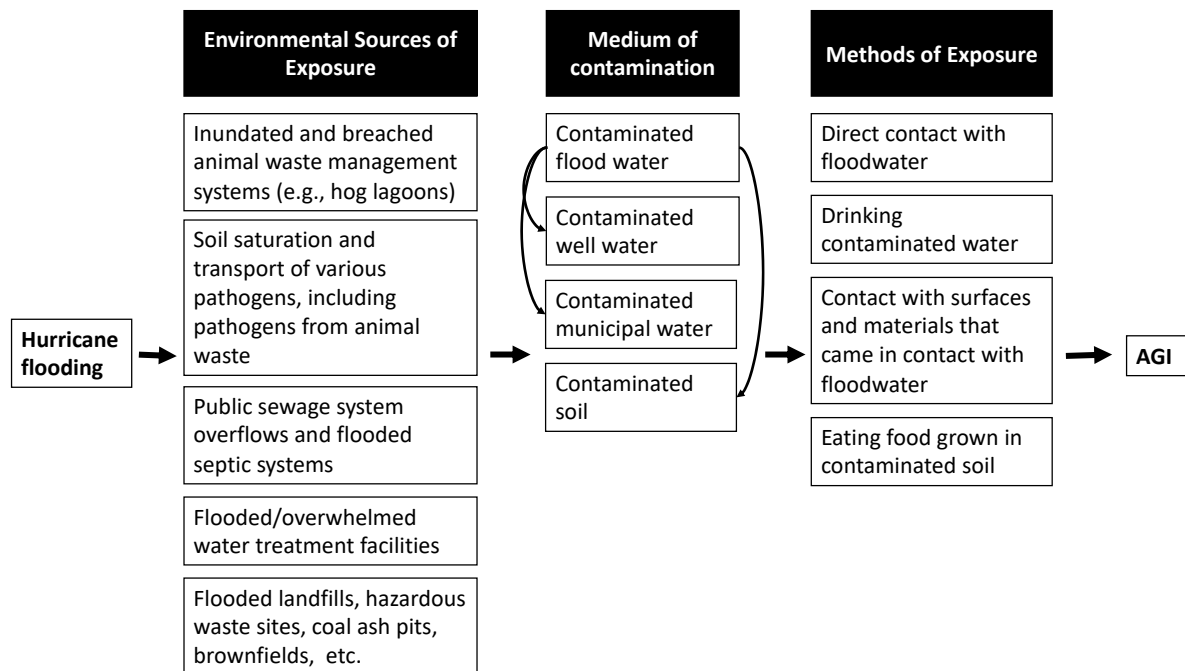 Environmental Sources of
Exposure
Medium of
contamination
Methods of Exposure
Hurricane
flooding
Inundated and breached
animal waste management
systems (e.g., hog lagoons)
Soil saturation and
transport of various
pathogens, including
pathogens from animal
waste
Public sewage system
overflows and flooded
septic systems
Flooded/overwhelmed
water treatment facilities
Flooded landfills, hazardous
waste sites, coal ash pits,
brownfields, etc.
Contaminated
flood water
Contaminated
well water
Contaminated
municipal water
Contaminated
soil
Direct contact with
floodwater
Drinking
contaminated water
Contact with surfaces
and materials that
came in contact with
floodwater
Eating food grown in
contaminated soil
AGI